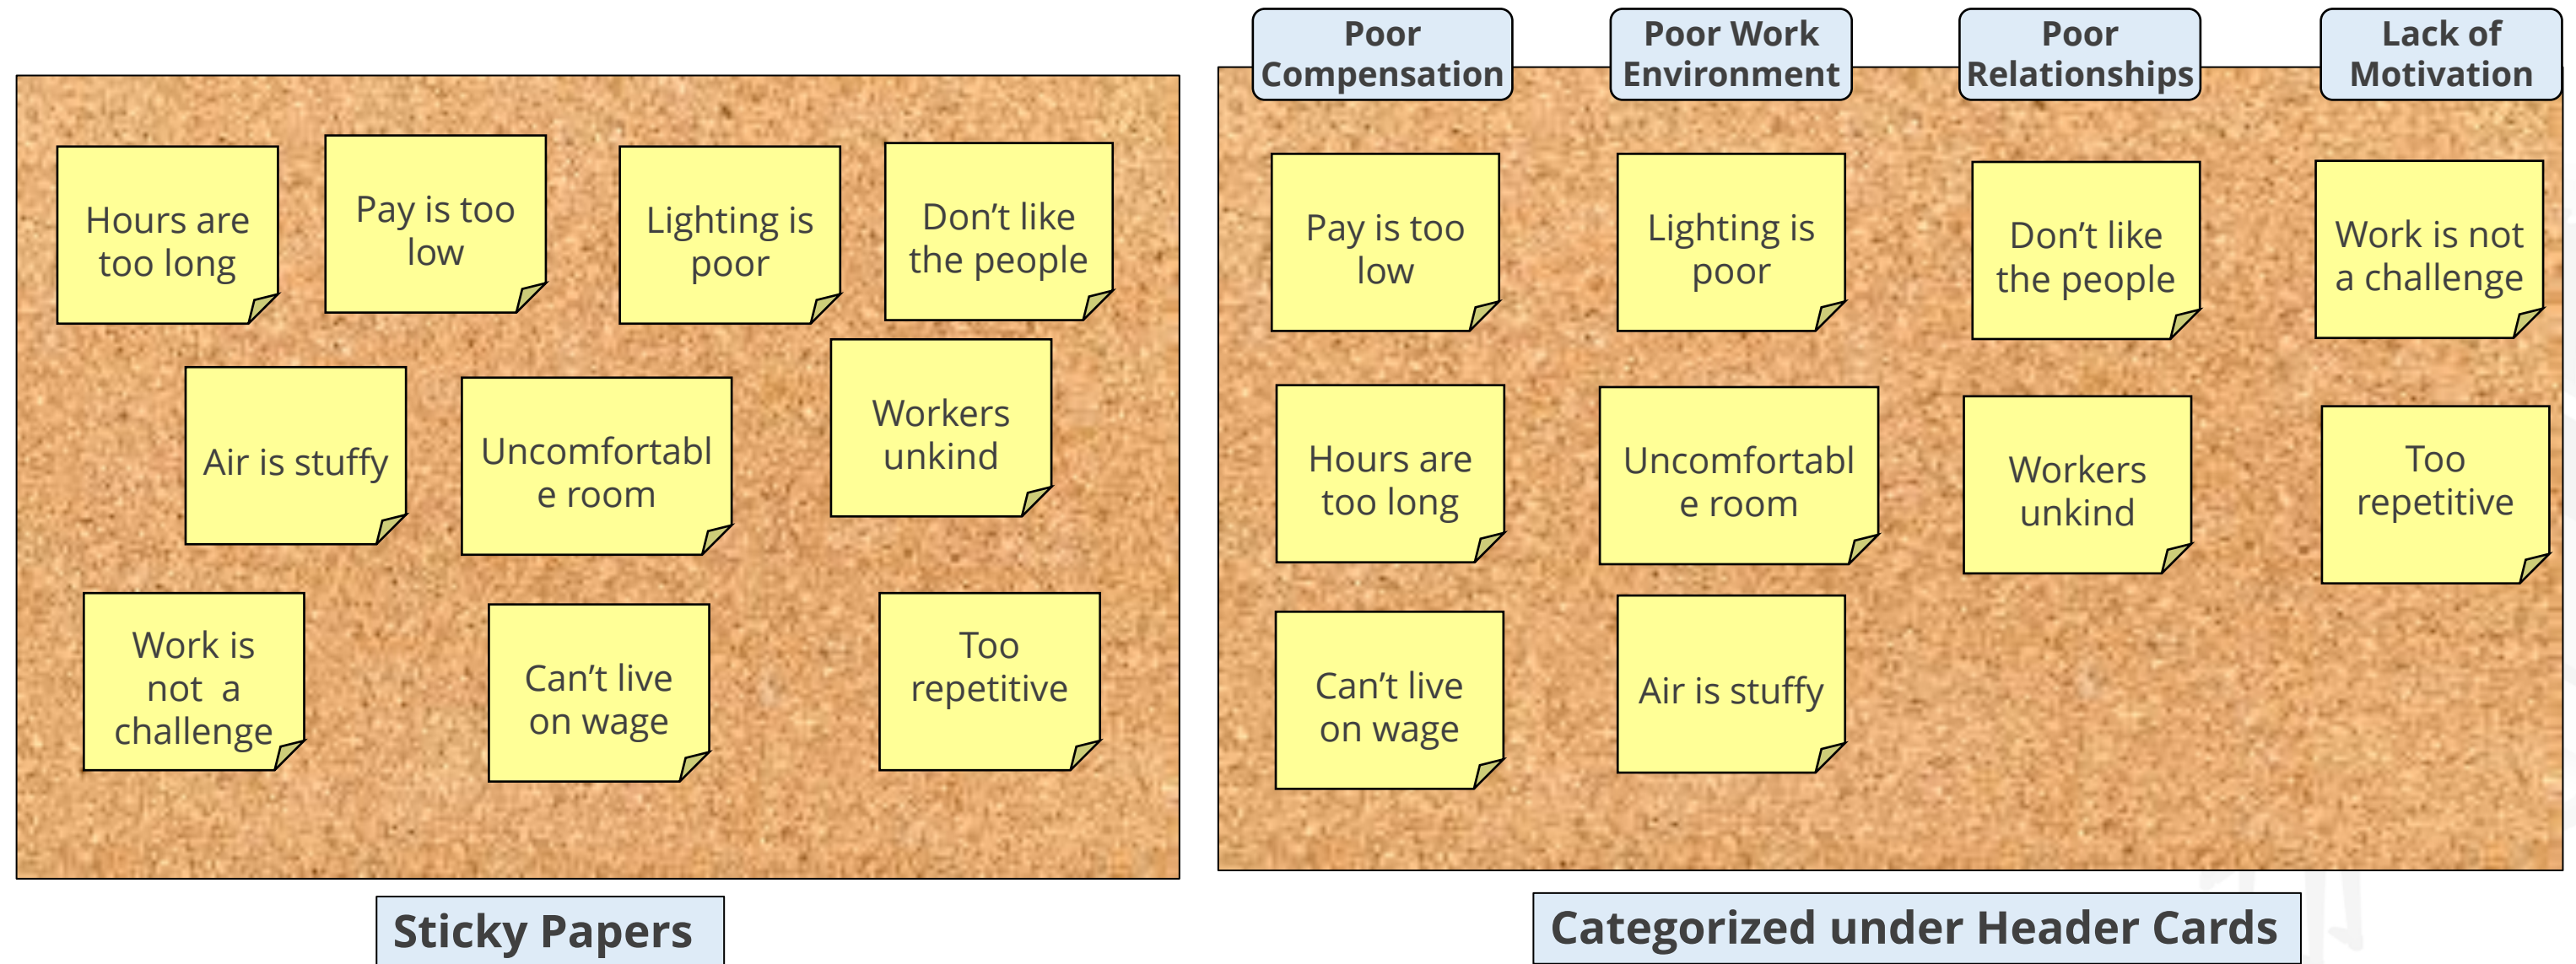 Hours are
too long
Pay is too
low
Lighting is
poor
Don’t like
the people
Air is stuffy
Uncomfortabl
e room
Workers
unkind
Work is
not a
challenge
Can’t live
on wage
Too
repetitive
Sticky Papers
Poor
Compensation
Poor Work
Environment
Poor
Relationships
Lack of
Motivation
Pay is too
low
Lighting is
poor
Don’t like
the people
Work is not
a challenge
Hours are
too long
Uncomfortabl
e room
Workers
unkind
Too
repetitive
Can’t live
on wage
Air is stuffy
Categorized under Header Cards